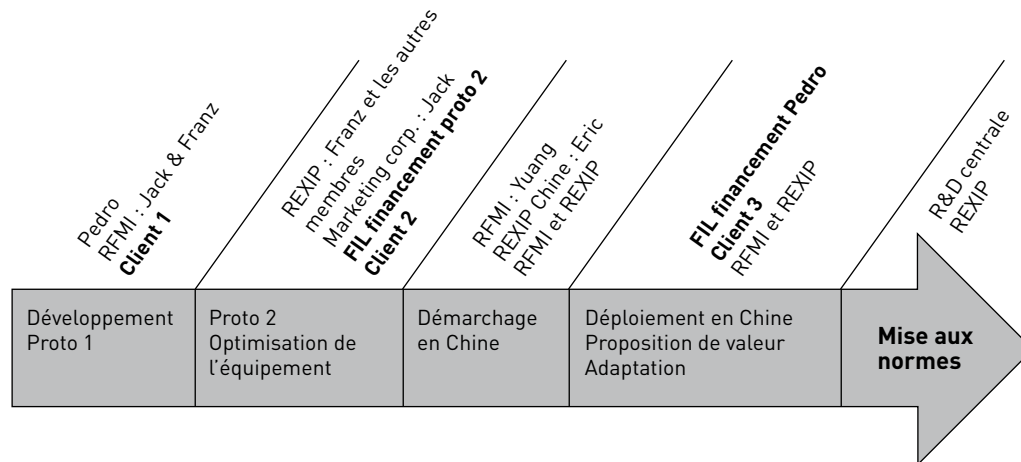 Pedro
RFMI : Jack & Franz
Client 1
REXIP : Franz et les autres
membres
Marketing corp. : Jack
FIL financement proto 2
Client 2
RFMI : Yuang
REXIP Chine : Eric
RFMI et REXIP
FIL financement Pedro
Client 3
RFMI et REXIP
R&D centrale
REXIP
Développement
Proto 1
Proto 2
Optimisation de
l’équipement
Démarchage
en Chine
Déploiement en Chine
Proposition de valeur
Adaptation
Mise aux
normes